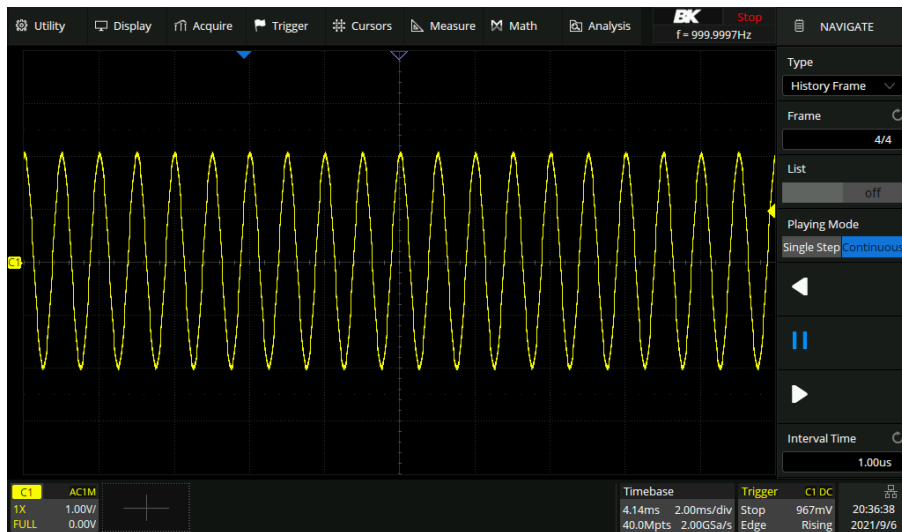 Utility Display Acquire Trigger Cursors Measure Math Analysis BK Stop
f = 999.9997Hz
NAVIGATE
Type
History Frame
Frame
4/4
List
off
Playing Mode
Single Step Continuous
Interval Time
1.00us
C1
C1 AC1M
1X 1.00V/
FULL 0.00V
Timebase
4.14ms 2.00ms/div
40.0Mpts 2.00GSa/s
Trigger C1 DC
Stop 967mV
Edge Rising
20:36:38
2021/9/6